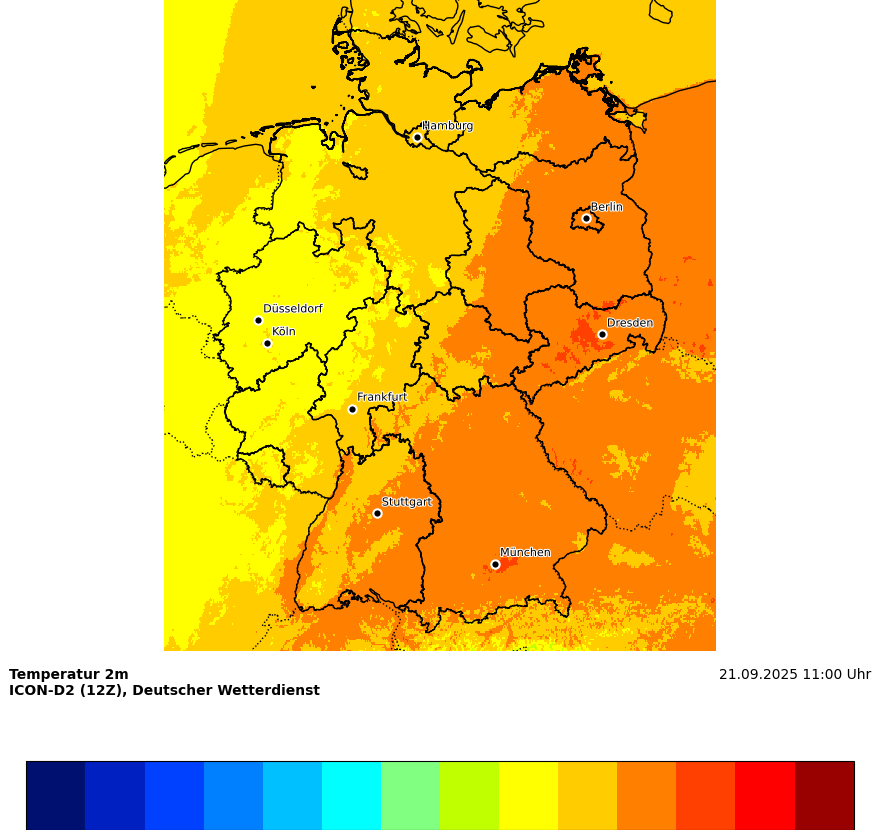 Hamburg
Berlin
Düsseldorf
Köln
Dresden
Frankfurt
Stuttgart
München
Temperatur 2m
21.09.2025 11:00 Uhr
ICON-D2 (12Z), Deutscher Wetterdienst